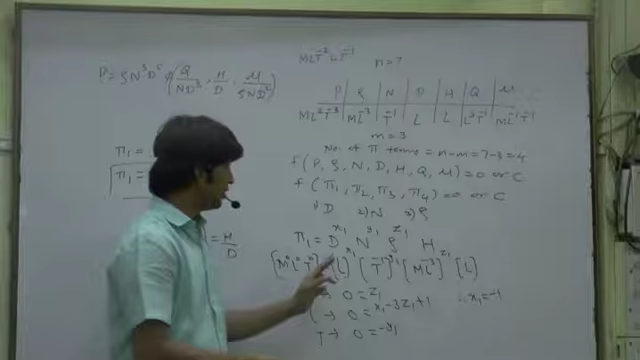 P = ρN³D⁵ φ(Q/ND³, H/D, μ/ρND²)
π₁ =
π₁ =
= H/D
ML T⁻² L T⁻¹ n=7
P | ρ | N | D | H | Q | μ
ML²T⁻³ | ML⁻³ | T⁻¹ | L | L | L³T⁻¹ | ML⁻¹T⁻¹
m = 3
No. of π terms = n-m = 7-3 = 4
f(P, ρ, N, D, H, Q, μ) = 0 or C
f(π₁, π₂, π₃, π₄) = 0 or C
1) D 2) N 3) ρ
π₁ = D^x₁ N^y₁ ρ^z₁ H
[M⁰L⁰T⁰] [L]^x₁ [T⁻¹]^y₁ [ML⁻³]^z₁ [L]
→ 0 = z₁
L → 0 = x₁-3z₁+1 ∴ x₁ = -1
T → 0 = -y₁